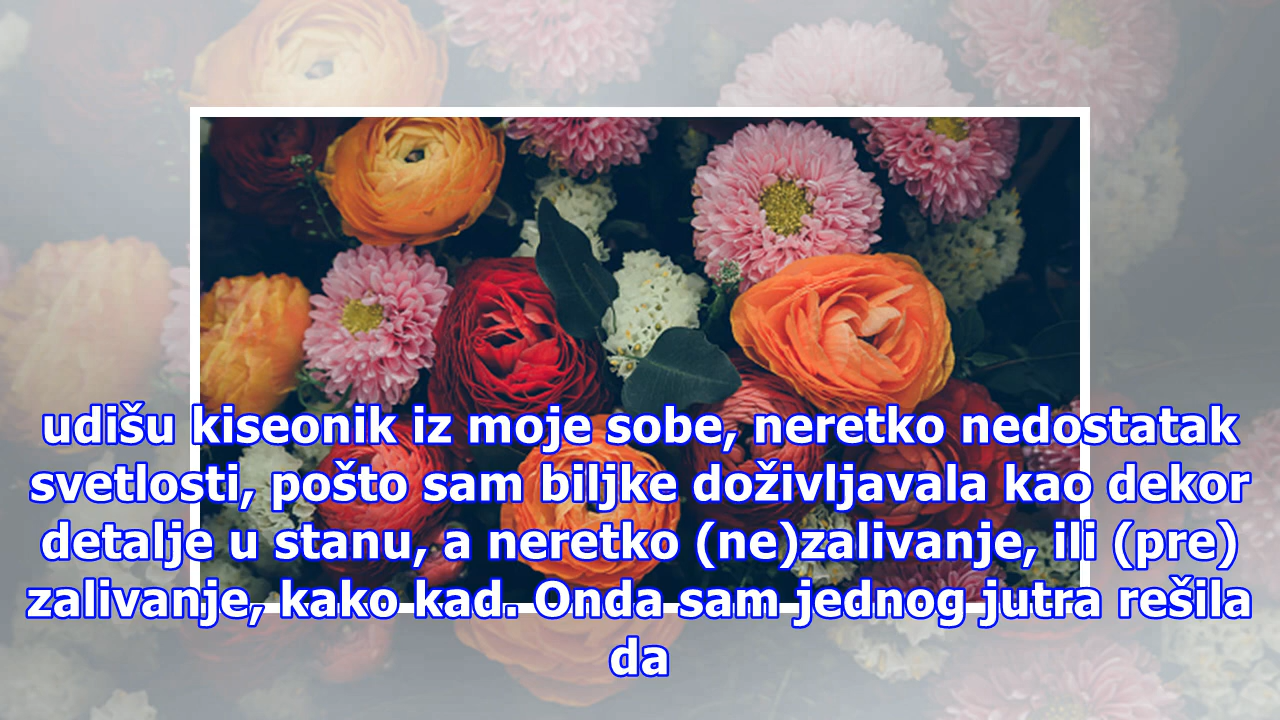 udišu kiseonik iz moje sobe, neretko nedostatak
svetlosti, pošto sam biljke doživljavala kao dekor
detalje u stanu, a neretko (ne)zalivanje, ili (pre)
zalivanje, kako kad. Onda sam jednog jutra rešila
da